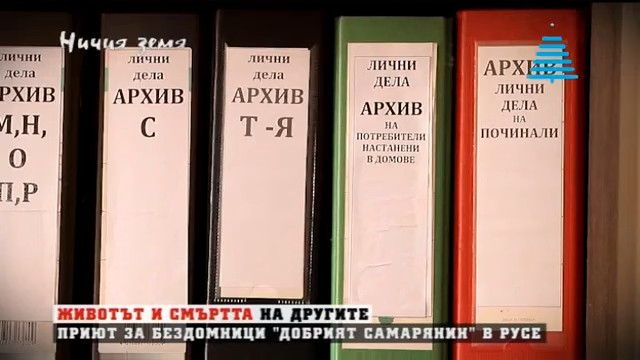 Ничия земя
ЛИЧНИ
ДЕЛА
АРХИВ
М,Н,
О
П,Р
ЛИЧНИ
ДЕЛА
АРХИВ
С
ЛИЧНИ
ДЕЛА
АРХИВ
Т -Я
ЛИЧНИ
ДЕЛА
АРХИВ
НА
ПОТРЕБИТЕЛИ
НАСТАНЕНИ
В ДОМОВЕ
АРХИВ
ЛИЧНИ
ДЕЛА
НА
ПОЧИНАЛИ
ЖИВОТЪТ И СМЪРТТА НА ДРУГИТЕ
ПРИЮТ ЗА БЕЗДОМНИЦИ "ДОБРИЯТ САМАРЯНИН" В РУСЕ